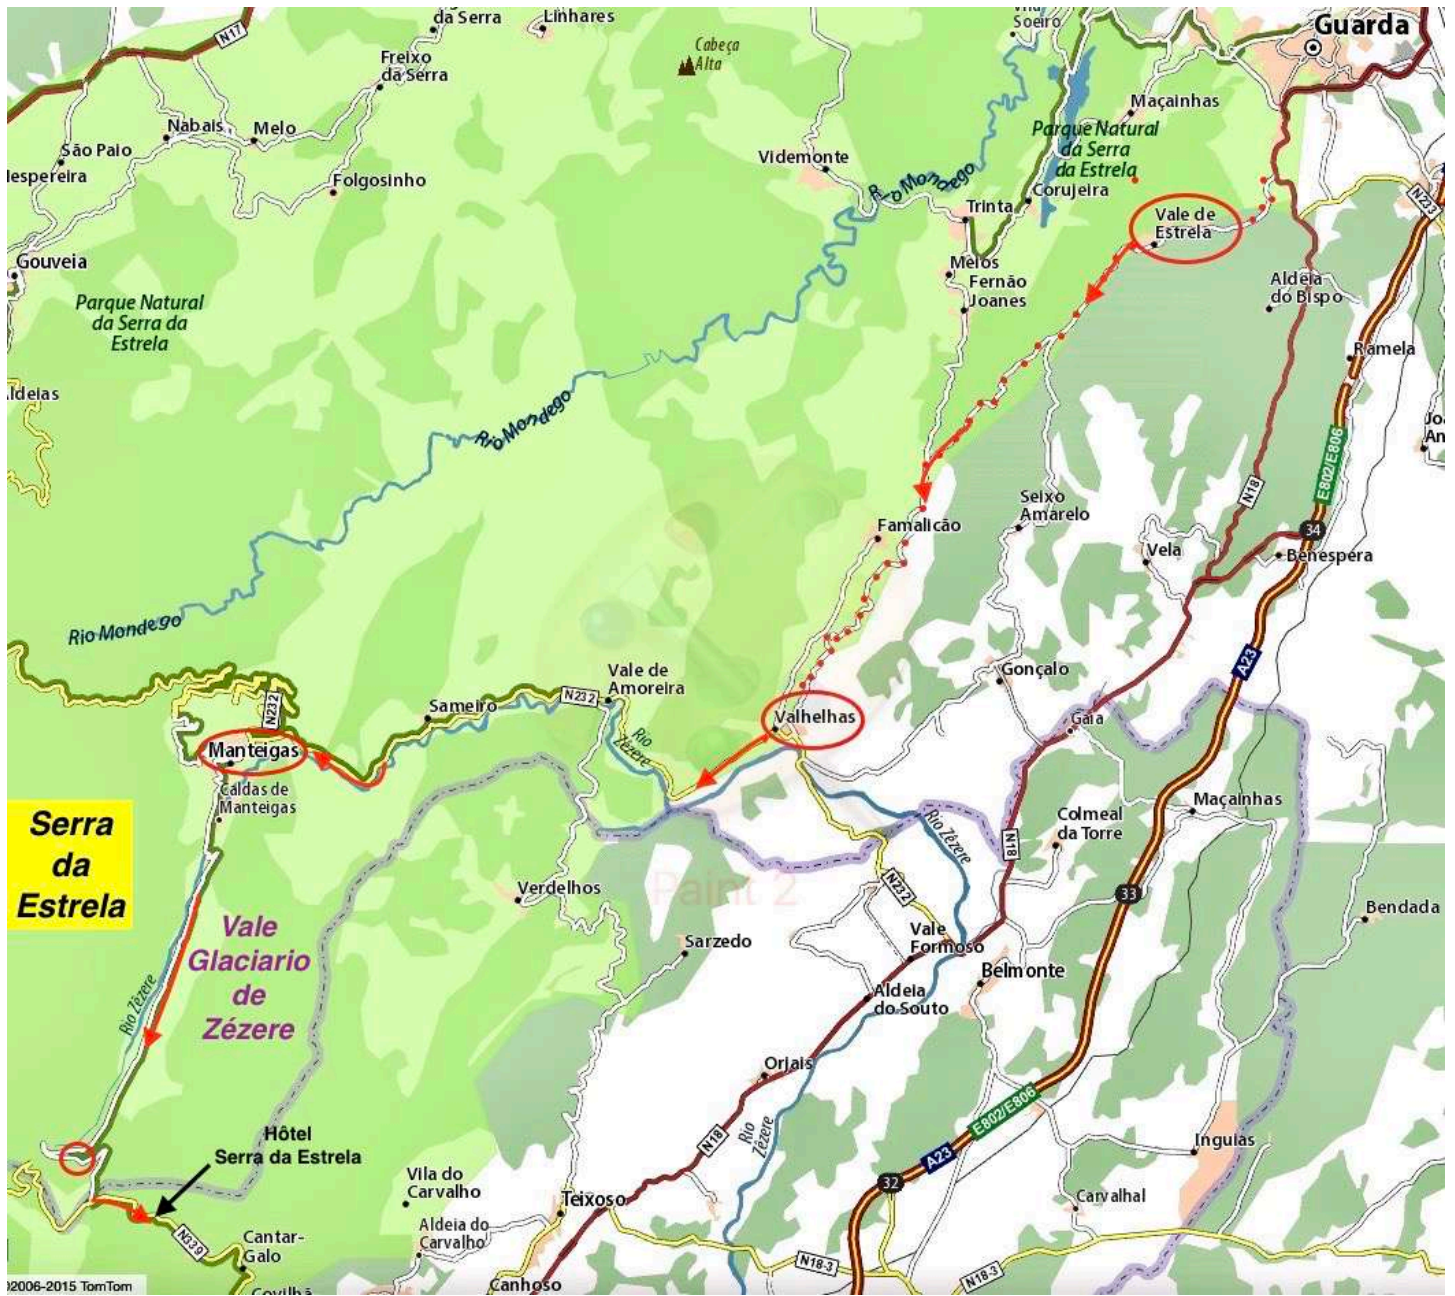 da Serra
Linhares
Soeiro
Guarda
N17
Freixo
da Serra
Cabeça
Alta
Nabais
Melo
Maçainhas
São Paio
Parque Natural
da Serra
da Estrela
Videmonte
Folgosinho
Rio Mondego
Corujeira
N233
Trinta
Vale de
Estrela
Gouveia
Meios
Fernão
Joanes
Aldeia
do Bispo
Parque Natural
da Serra da
Estrela
Ramela
Rio Mondego
E802/E806
N18
Seixo
Amarelo
Famalicão
34
Vela
Benespera
Rio Mondego
A23
Vale de
Amoreira
Gonçalo
N232
N232
Sameiro
Valhelhas
Gaia
Rio
Zêzere
Manteigas
Caldas de
Manteigas
Maçainhas
Serra
da
Estrela
Colmeal
da Torre
Rio Zêzere
N18
Paint 2
Verdelhos
N232
33
Bendada
Vale
Glaciario
de
Zézere
Vale
Formoso
Sarzedo
Belmonte
Rio Zêzere
Aldeia
do Souto
Orjais
E802/E806
Hôtel
Serra da Estrela
N18
Rio
Zêzere
A23
Inguias
Vila do
Carvalho
32
Teixoso
Carvalhal
Aldeia do
Carvalho
N339
Cantar-
Galo
N18-3
N18-3
2006-2015 TomTom
Canhoso